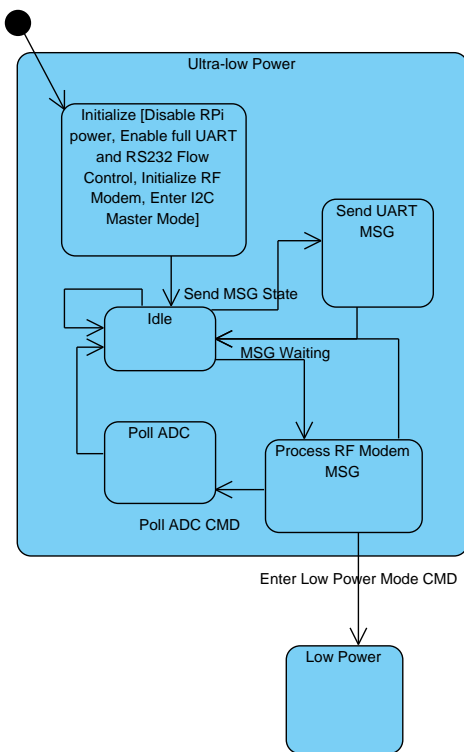 Ultra-low Power
Initialize [Disable RPi
power, Enable full UART
and RS232 Flow
Control, Initialize RF
Modem, Enter I2C
Master Mode]
Send UART
MSG
Send MSG State
Idle
MSG Waiting
Poll ADC
Process RF Modem
MSG
Poll ADC CMD
Enter Low Power Mode CMD
Low Power